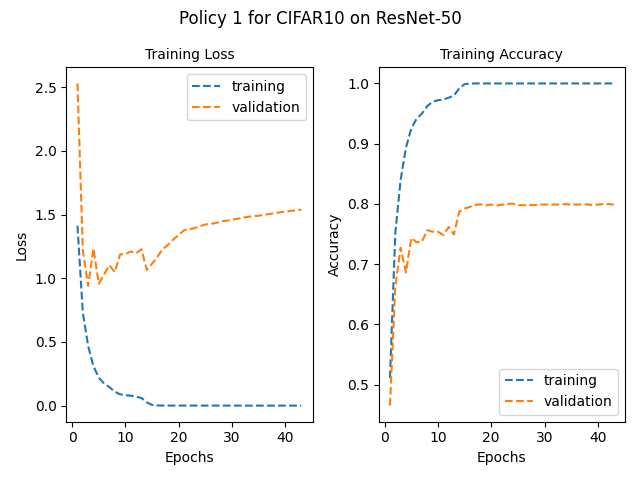 Policy 1 for CIFAR10 on ResNet-50
Training Loss
training
validation
2.5
2.0
1.5
1.0
0.5
0.0
Loss
0
10
20
30
40
Epochs
Training Accuracy
1.0
0.9
0.8
0.7
0.6
0.5
Accuracy
training
validation
0
10
20
30
40
Epochs